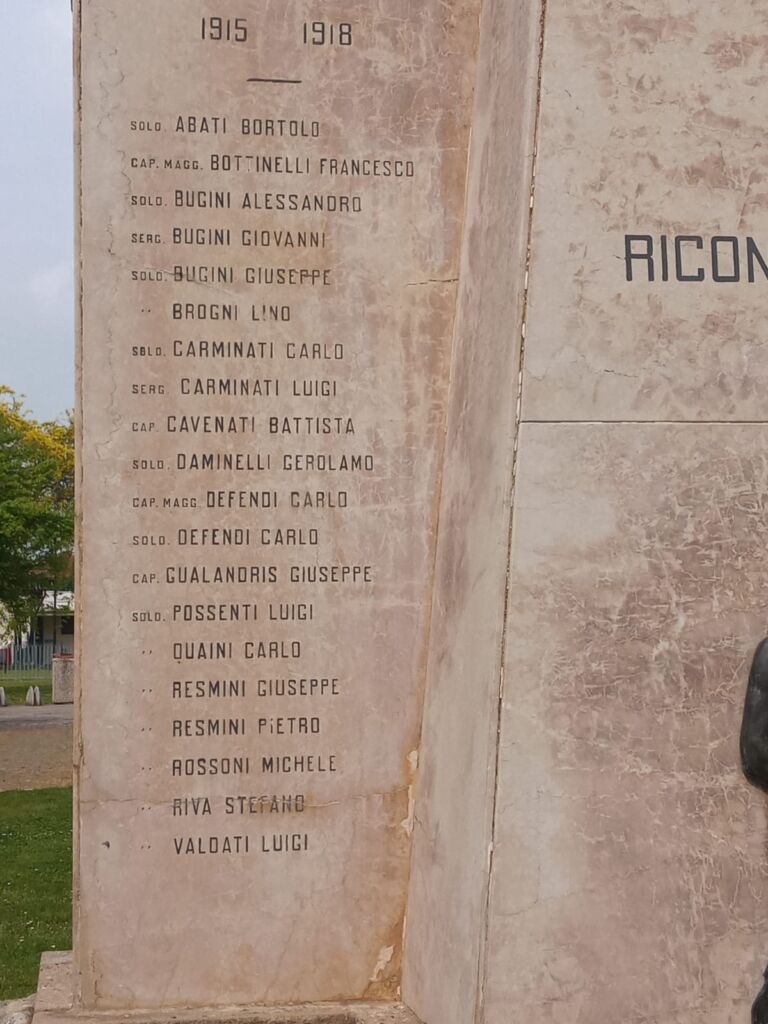 1915 1918
SOLD. ABATI BORTOLO
CAP. MAGG. BOTTINELLI FRANCESCO
SOLD. BUGINI ALESSANDRO
SERG. BUGINI GIOVANNI
SOLD. BUGINI GIUSEPPE
,, BROGNI LINO
SOLD. CARMINATI CARLO
SERG. CARMINATI LUIGI
CAP. CAVENATI BATTISTA
SOLD. DAMINELLI GEROLAMO
CAP. MAGG. DEFENDI CARLO
SOLD. DEFENDI CARLO
CAP. GUALANDRIS GIUSEPPE
SOLD. POSSENTI LUIGI
,, QUAINI CARLO
,, RESMINI GIUSEPPE
,, RESMINI PIETRO
,, ROSSONI MICHELE
,, RIVA STEFANO
,, VALDATI LUIGI
RICON